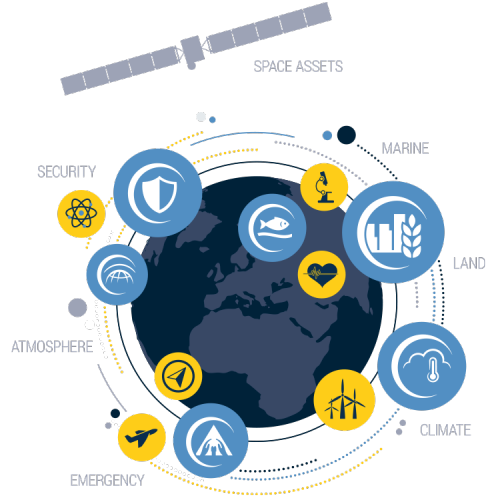 SPACE ASSETS
MARINE
SECURITY
LAND
ATMOSPHERE
CLIMATE
EMERGENCY